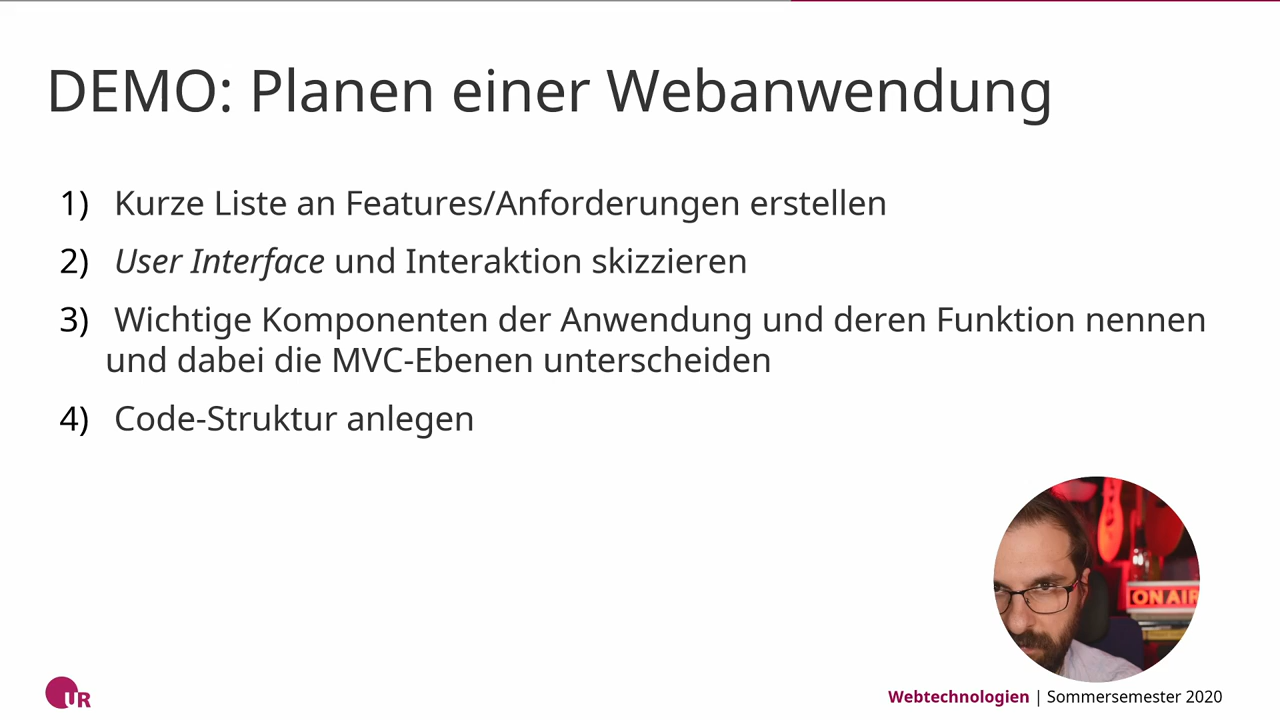 DEMO: Planen einer Webanwendung
1) Kurze Liste an Features/Anforderungen erstellen
2) User Interface und Interaktion skizzieren
3) Wichtige Komponenten der Anwendung und deren Funktion nennen
und dabei die MVC-Ebenen unterscheiden
4) Code-Struktur anlegen
ON AIR
UR
Webtechnologien | Sommersemester 2020